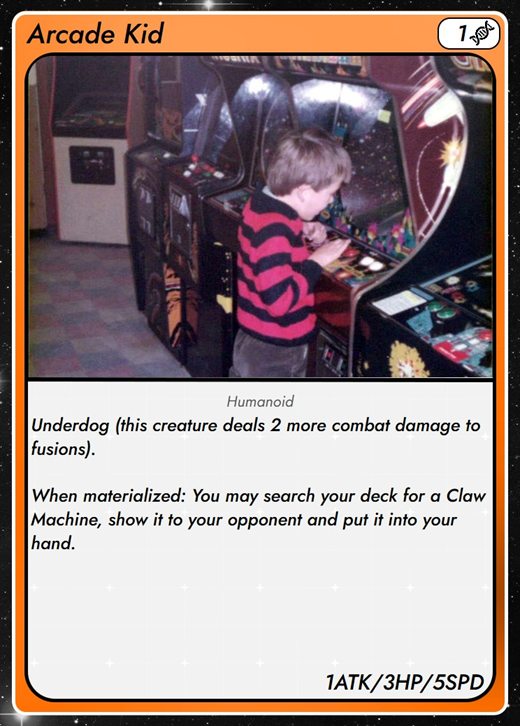 Arcade Kid
1
Humanoid
Underdog (this creature deals 2 more combat damage to
fusions).
When materialized: You may search your deck for a Claw
Machine, show it to your opponent and put it into your
hand.
1ATK/3HP/5SPD